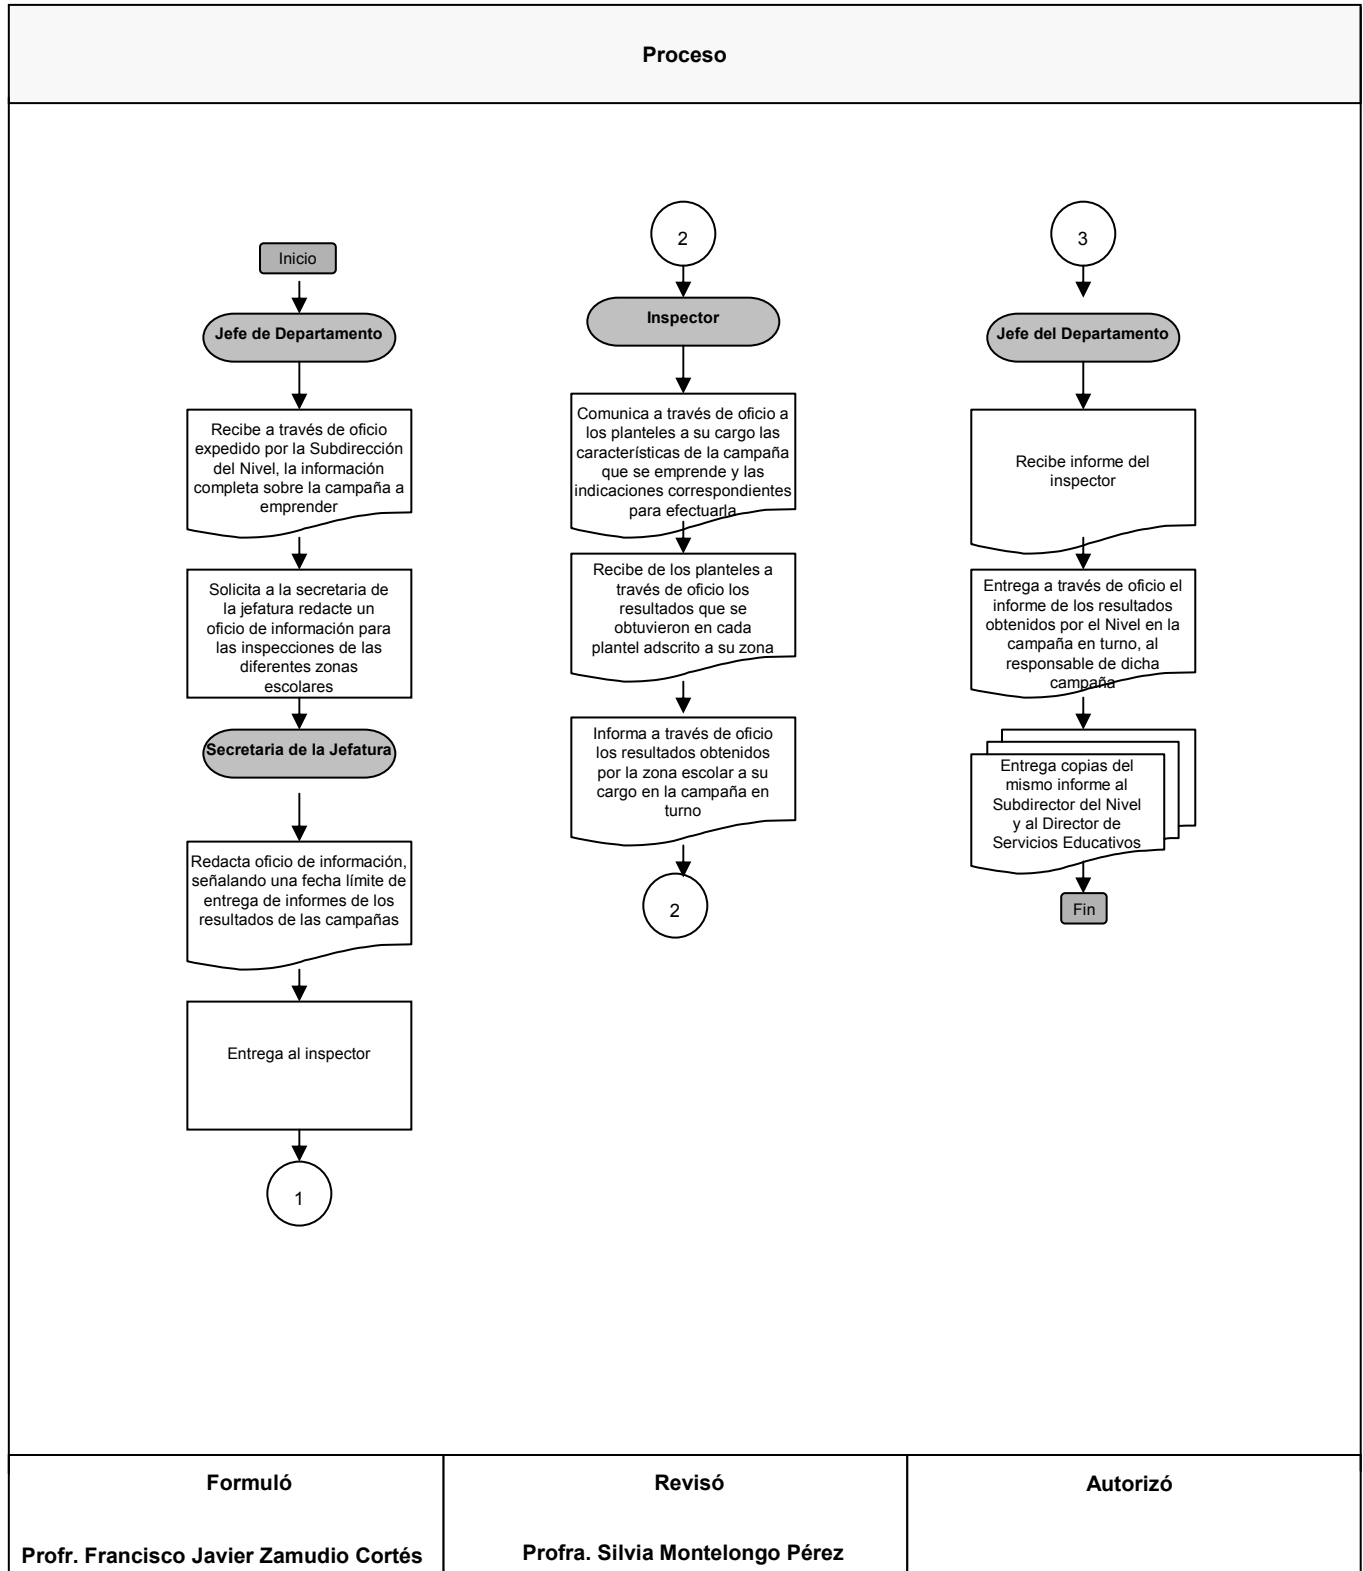 Proceso
Inicio
Jefe de Departamento
Recibe a través de oficio
expedido por la Subdirección
del Nivel, la información
completa sobre la campaña a
emprender
Solicita a la secretaria de
la jefatura redacte un
oficio de información para
las inspecciones de las
diferentes zonas
escolares
Secretaria de la Jefatura
Redacta oficio de información,
señalando una fecha límite de
entrega de informes de los
resultados de las campañas
Entrega al inspector
1
2
Inspector
Comunica a través de oficio a
los planteles a su cargo las
características de la campaña
que se emprende y las
indicaciones correspondientes
para efectuarla.
Recibe de los planteles a
través de oficio los
resultados que se
obtuvieron en cada
plantel adscrito a su zona
Informa a través de oficio
los resultados obtenidos
por la zona escolar a su
cargo en la campaña en
turno
2
3
Jefe del Departamento
Recibe informe del
inspector
Entrega a través de oficio el
informe de los resultados
obtenidos por el Nivel en la
campaña en turno, al
responsable de dicha
campaña
Entrega copias del
mismo informe al
Subdirector del Nivel
y al Director de
Servicios Educativos
Fin
Formuló
Profr. Francisco Javier Zamudio Cortés
Revisó
Profra. Silvia Montelongo Pérez
Autorizó